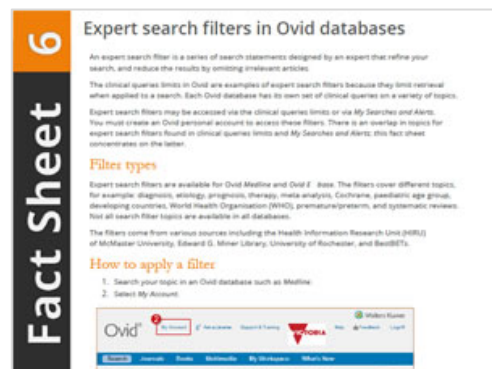 6
Fact Sheet
Expert search filters in Ovid databases
An expert search filter is a series of search statements designed by an expert that refine your
search, and reduce the results by omitting irrelevant articles
The clinical queries limits in Ovid are examples of expert search filters because they limit retrieval
when applied to a search. Each Ovid database has its own set of clinical queries on a variety of topics.
Expert search filters may be accessed via the clinical queries limits or via My Searches and Alerts.
You must create an Ovid personal account to access these filters. There is an overlap in topics for
expert search filters found in clinical queries limits and My Searches and Alerts; this fact sheet
concentrates on the latter.
Filter types
Expert search filters are available for Ovid Medline and Ovid E base. The filters cover different topics,
for example: diagnosis, etiology, prognosis, therapy, meta analysis, Cochrane, paediatric age group,
developing countries, World Health Organisation (WHO), premature/preterm, and systematic reviews.
Not all search filter topics are available in all databases.
The filters come from various sources including the Health Information Research Unit (HIRU)
of McMaster University, Edward G. Miner Library, University of Rochester, and BestBETs.
How to apply a filter
1. Search your topic in an Ovid database such as Medline
2. Select My Account.
Wolters Kluwer
2
Ovid
My Account
Support & Training
VICTORIA
Help
Feedback
Logoff
Search Journals Books Multimedia My Workspace What's New